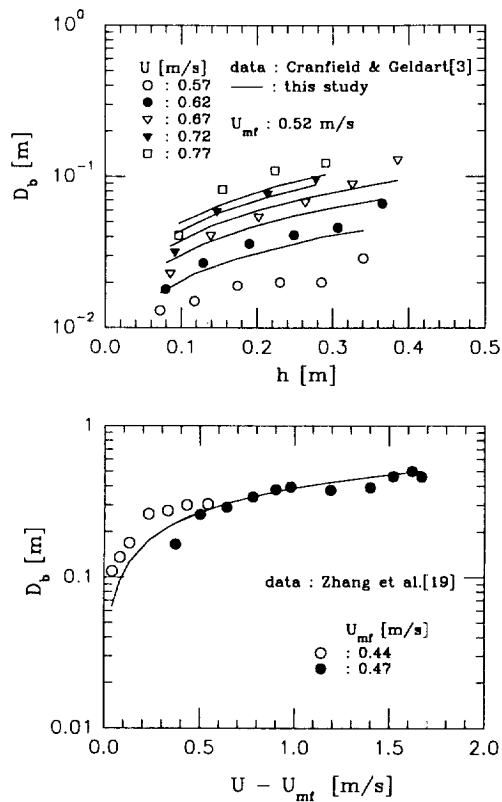 10⁰
10⁻¹
10⁻²
D_b [m]
U [m/s]
○ : 0.57
● : 0.62
▽ : 0.67
▼ : 0.72
□ : 0.77
data : Cranfield & Geldart[3]
—— : this study
U_mf : 0.52 m/s
0.0 0.1 0.2 0.3 0.4 0.5
h [m]
1
0.1
0.01
D_b [m]
data : Zhang et al.[19]
U_mf [m/s]
○ : 0.44
● : 0.47
0.0 0.5 1.0 1.5 2.0
U − U_mf [m/s]